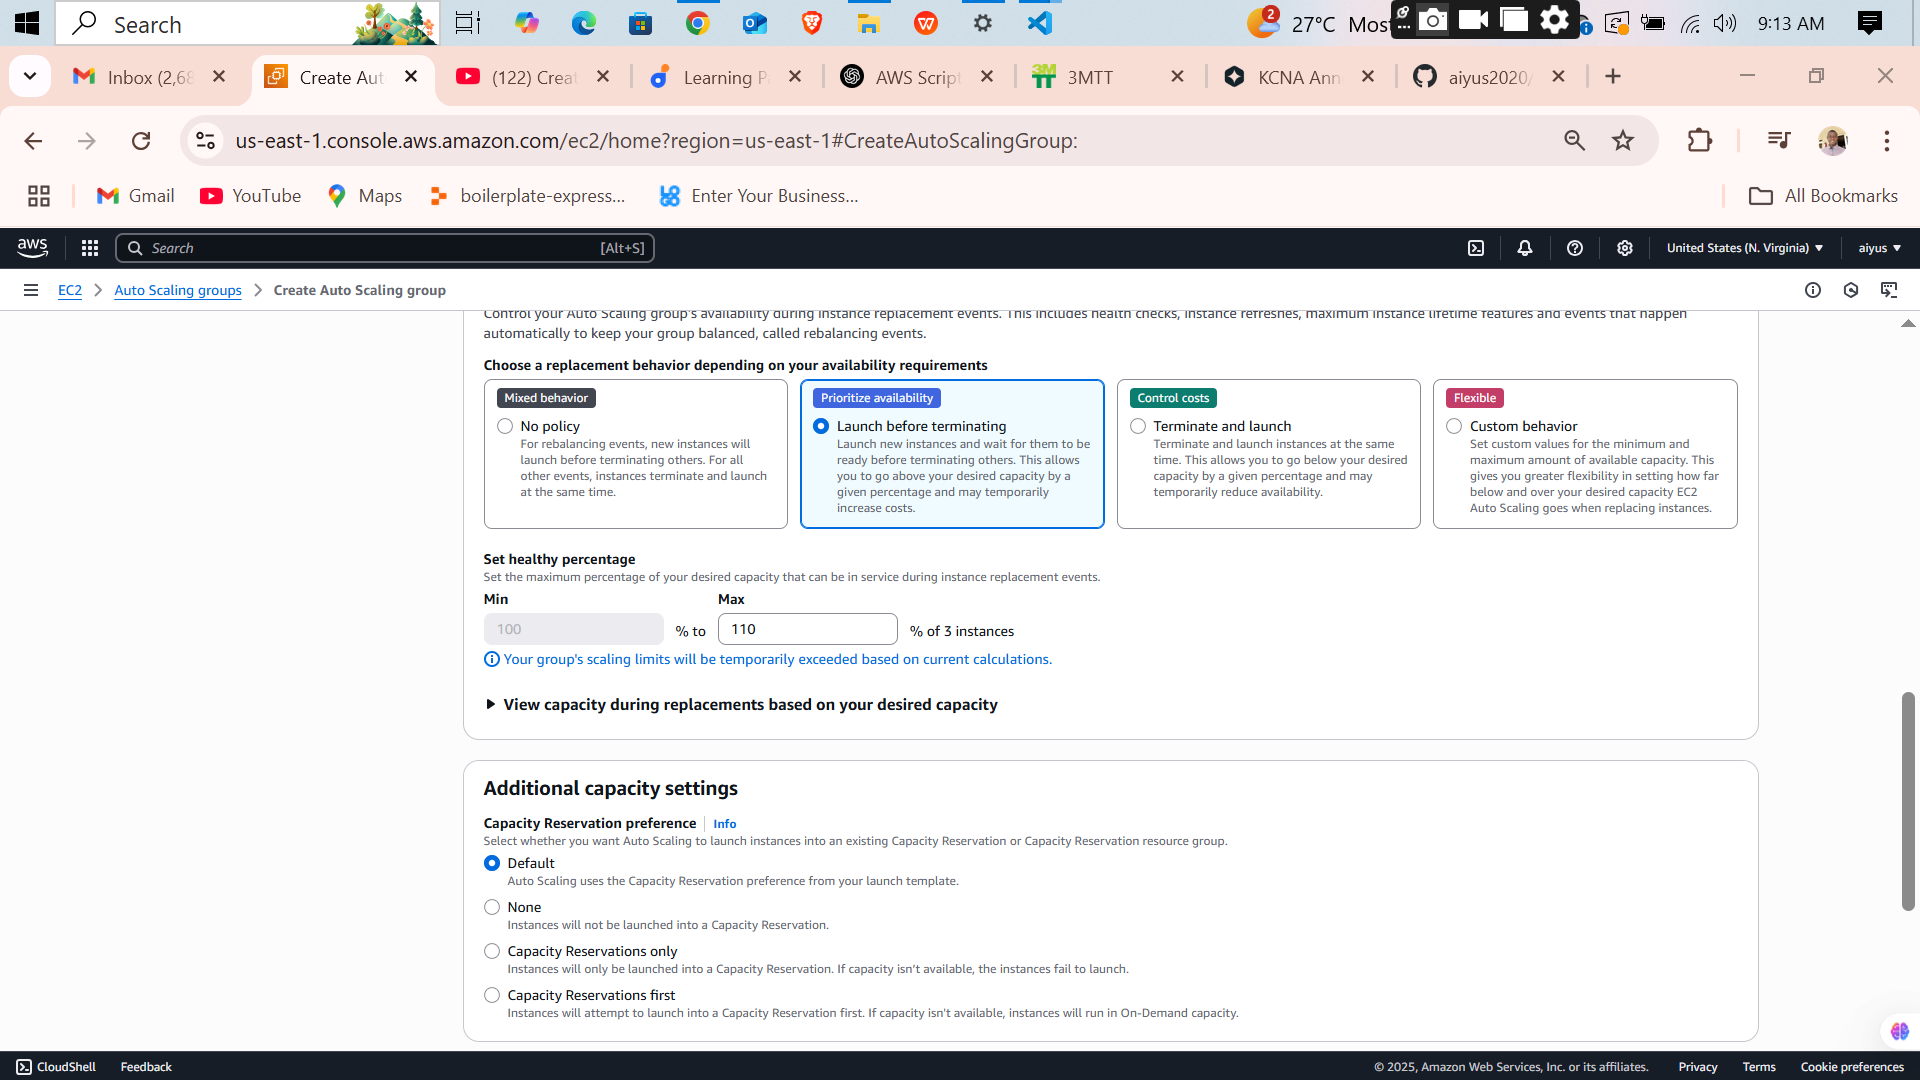 Search
2
27°C Most
9:13 AM
Inbox (2,68
Create Aut
(122) Creat
Learning P
AWS Script
3MTT
KCNA Ann
aiyus2020/
us-east-1.console.aws.amazon.com/ec2/home?region=us-east-1#CreateAutoScalingGroup:
Gmail
YouTube
Maps
boilerplate-express...
Enter Your Business...
All Bookmarks
aws
Search
[Alt+S]
United States (N. Virginia)
aiyus
EC2
Auto Scaling groups
Create Auto Scaling group
Control your Auto Scaling group's availability during instance replacement events. This includes health checks, instance refreshes, maximum instance lifetime features and events that happen
automatically to keep your group balanced, called rebalancing events.
Choose a replacement behavior depending on your availability requirements
Mixed behavior
No policy
For rebalancing events, new instances will
launch before terminating others. For all
other events, instances terminate and launch
at the same time.
Prioritize availability
Launch before terminating
Launch new instances and wait for them to be
ready before terminating others. This allows
you to go above your desired capacity by a
given percentage and may temporarily
increase costs.
Control costs
Terminate and launch
Terminate and launch instances at the same
time. This allows you to go below your desired
capacity by a given percentage and may
temporarily reduce availability.
Flexible
Custom behavior
Set custom values for the minimum and
maximum amount of available capacity. This
gives you greater flexibility in setting how far
below and over your desired capacity EC2
Auto Scaling goes when replacing instances.
Set healthy percentage
Set the maximum percentage of your desired capacity that can be in service during instance replacement events.
Min
Max
100
% to
110
% of 3 instances
Your group's scaling limits will be temporarily exceeded based on current calculations.
View capacity during replacements based on your desired capacity
Additional capacity settings
Capacity Reservation preference
Info
Select whether you want Auto Scaling to launch instances into an existing Capacity Reservation or Capacity Reservation resource group.
Default
Auto Scaling uses the Capacity Reservation preference from your launch template.
None
Instances will not be launched into a Capacity Reservation.
Capacity Reservations only
Instances will only be launched into a Capacity Reservation. If capacity isn't available, the instances fail to launch.
Capacity Reservations first
Instances will attempt to launch into a Capacity Reservation first. If capacity isn't available, instances will run in On-Demand capacity.
CloudShell
Feedback
© 2025, Amazon Web Services, Inc. or its affiliates.
Privacy
Terms
Cookie preferences